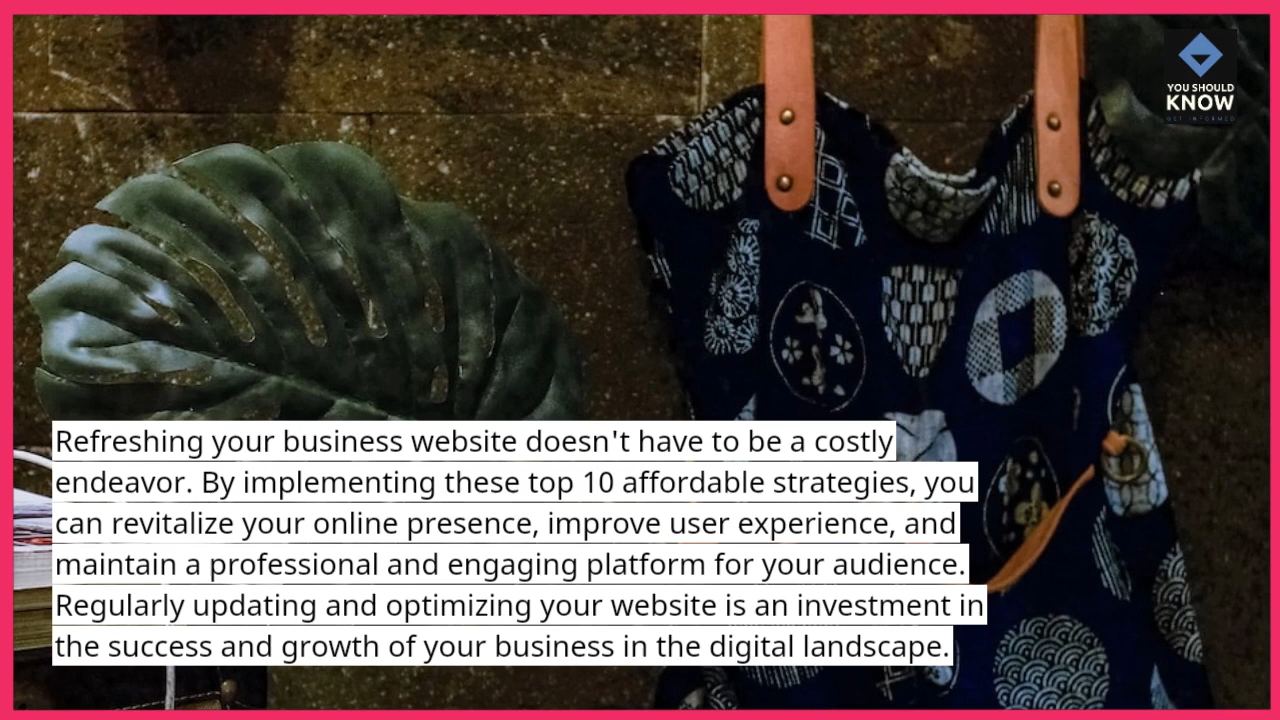 YOU SHOULD
KNOW
GET INFORMED
Refreshing your business website doesn't have to be a costly
endeavor. By implementing these top 10 affordable strategies, you
can revitalize your online presence, improve user experience, and
maintain a professional and engaging platform for your audience.
Regularly updating and optimizing your website is an investment in
the success and growth of your business in the digital landscape.